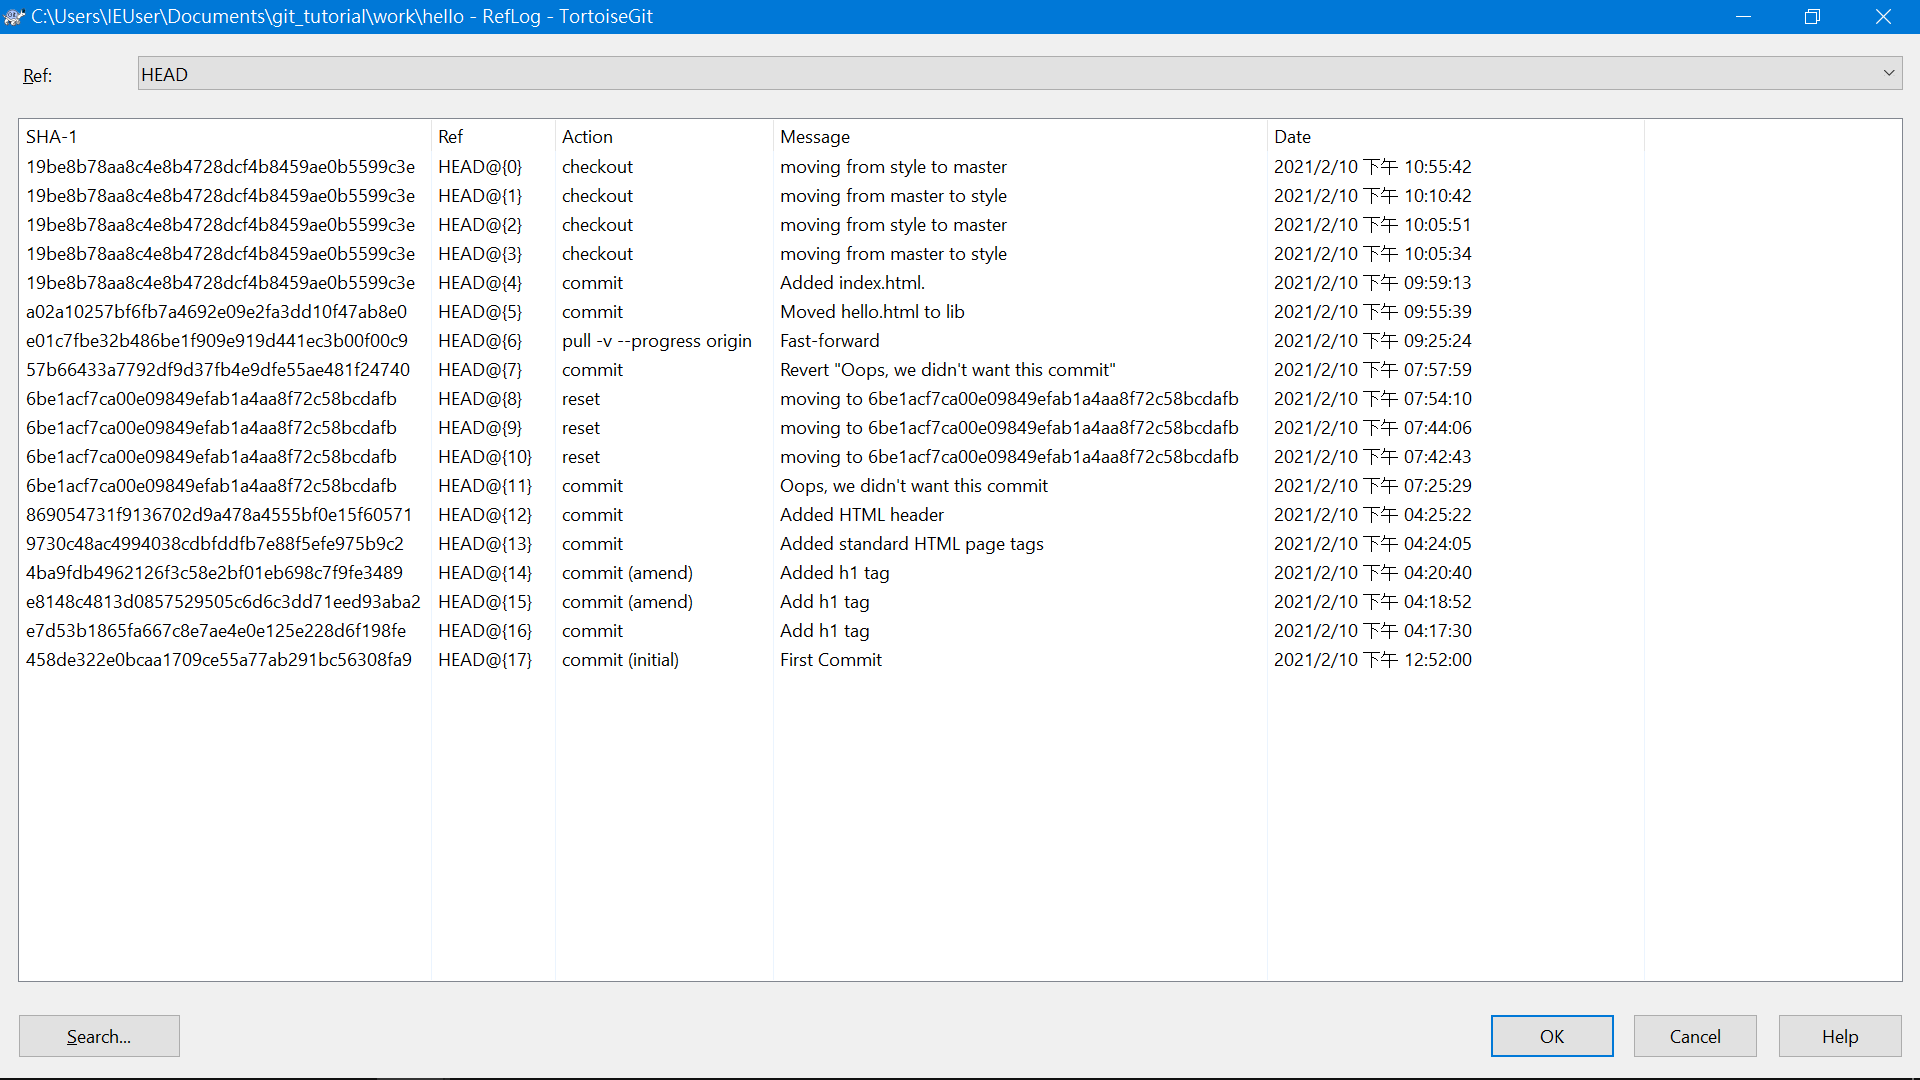 C:\Users\IEUser\Documents\git_tutorial\work\hello - RefLog - TortoiseGit
Ref: HEAD
SHA-1 Ref Action Message Date
19be8b78aa8c4e8b4728dcf4b8459ae0b5599c3e HEAD@{0} checkout moving from style to master 2021/2/10 下午 10:55:42
19be8b78aa8c4e8b4728dcf4b8459ae0b5599c3e HEAD@{1} checkout moving from master to style 2021/2/10 下午 10:10:42
19be8b78aa8c4e8b4728dcf4b8459ae0b5599c3e HEAD@{2} checkout moving from style to master 2021/2/10 下午 10:05:51
19be8b78aa8c4e8b4728dcf4b8459ae0b5599c3e HEAD@{3} checkout moving from master to style 2021/2/10 下午 10:05:34
19be8b78aa8c4e8b4728dcf4b8459ae0b5599c3e HEAD@{4} commit Added index.html. 2021/2/10 下午 09:59:13
a02a10257bf6fb7a4692e09e2fa3dd10f47ab8e0 HEAD@{5} commit Moved hello.html to lib 2021/2/10 下午 09:55:39
e01c7fbe32b486be1f909e919d441ec3b00f00c9 HEAD@{6} pull -v --progress origin Fast-forward 2021/2/10 下午 09:25:24
57b66433a7792df9d37fb4e9dfe55ae481f24740 HEAD@{7} commit Revert "Oops, we didn't want this commit" 2021/2/10 下午 07:57:59
6be1acf7ca00e09849efab1a4aa8f72c58bcdafb HEAD@{8} reset moving to 6be1acf7ca00e09849efab1a4aa8f72c58bcdafb 2021/2/10 下午 07:54:10
6be1acf7ca00e09849efab1a4aa8f72c58bcdafb HEAD@{9} reset moving to 6be1acf7ca00e09849efab1a4aa8f72c58bcdafb 2021/2/10 下午 07:44:06
6be1acf7ca00e09849efab1a4aa8f72c58bcdafb HEAD@{10} reset moving to 6be1acf7ca00e09849efab1a4aa8f72c58bcdafb 2021/2/10 下午 07:42:43
6be1acf7ca00e09849efab1a4aa8f72c58bcdafb HEAD@{11} commit Oops, we didn't want this commit 2021/2/10 下午 07:25:29
869054731f9136702d9a478a4555bf0e15f60571 HEAD@{12} commit Added HTML header 2021/2/10 下午 04:25:22
9730c48ac4994038cdbfddfb7e88f5efe975b9c2 HEAD@{13} commit Added standard HTML page tags 2021/2/10 下午 04:24:05
4ba9fdb4962126f3c58e2bf01eb698c7f9fe3489 HEAD@{14} commit (amend) Added h1 tag 2021/2/10 下午 04:20:40
e8148c4813d0857529505c6d6c3dd71eed93aba2 HEAD@{15} commit (amend) Add h1 tag 2021/2/10 下午 04:18:52
e7d53b1865fa667c8e7ae4e0e125e228d6f198fe HEAD@{16} commit Add h1 tag 2021/2/10 下午 04:17:30
458de322e0bcaa1709ce55a77ab291bc56308fa9 HEAD@{17} commit (initial) First Commit 2021/2/10 下午 12:52:00
Search... OK Cancel Help